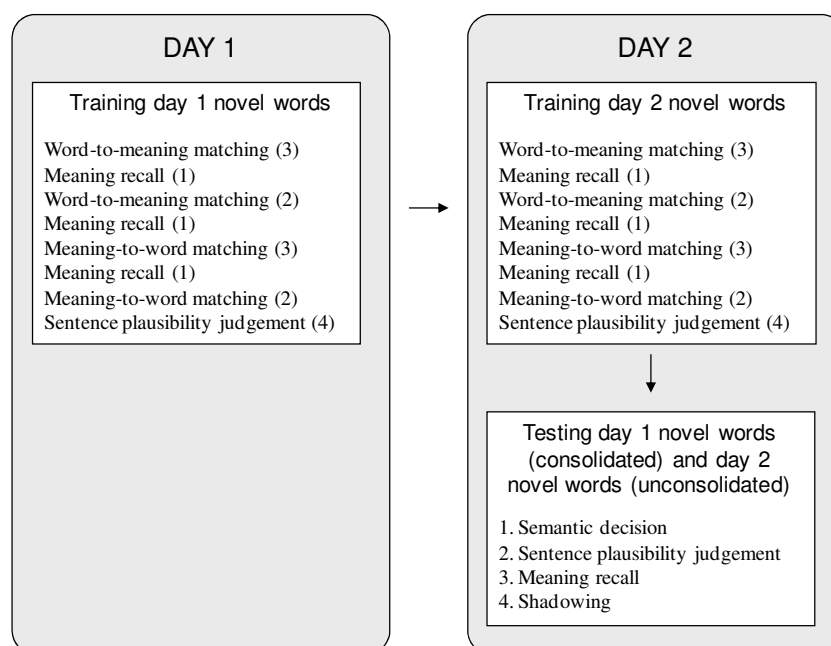 DAY 1
Training day 1 novel words
Word-to-meaning matching (3)
Meaning recall (1)
Word-to-meaning matching (2)
Meaning recall (1)
Meaning-to-word matching (3)
Meaning recall (1)
Meaning-to-word matching (2)
Sentence plausibility judgement (4)
DAY 2
Training day 2 novel words
Word-to-meaning matching (3)
Meaning recall (1)
Word-to-meaning matching (2)
Meaning recall (1)
Meaning-to-word matching (3)
Meaning recall (1)
Meaning-to-word matching (2)
Sentence plausibility judgement (4)
Testing day 1 novel words
(consolidated) and day 2
novel words (unconsolidated)
1. Semantic decision
2. Sentence plausibility judgement
3. Meaning recall
4. Shadowing